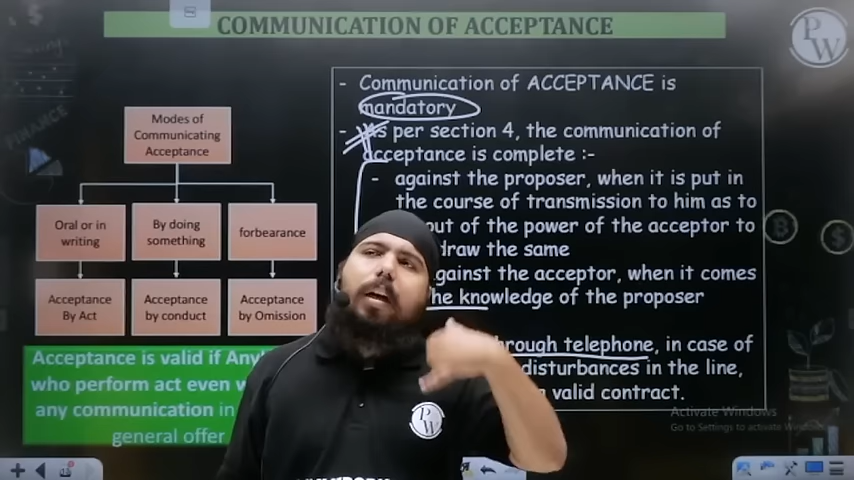 COMMUNICATION OF ACCEPTANCE
P
W
Modes of
Communicating
Acceptance
Oral or in
writing
By doing
something
forbearance
Acceptance
By Act
Acceptance
by conduct
Acceptance
by Omission
Acceptance is valid if Any
who perform act even
any communication in
general offer
- Communication of ACCEPTANCE is
mandatory
- As per section 4, the communication of
acceptance is complete :-
- against the proposer, when it is put in
the course of transmission to him as to
out of the power of the acceptor to
draw the same
against the acceptor, when it comes
the knowledge of the proposer
through telephone, in case of
disturbances in the line,
valid contract.
PW
Activate Windows
Go to Settings to activate Windows
FINANCE